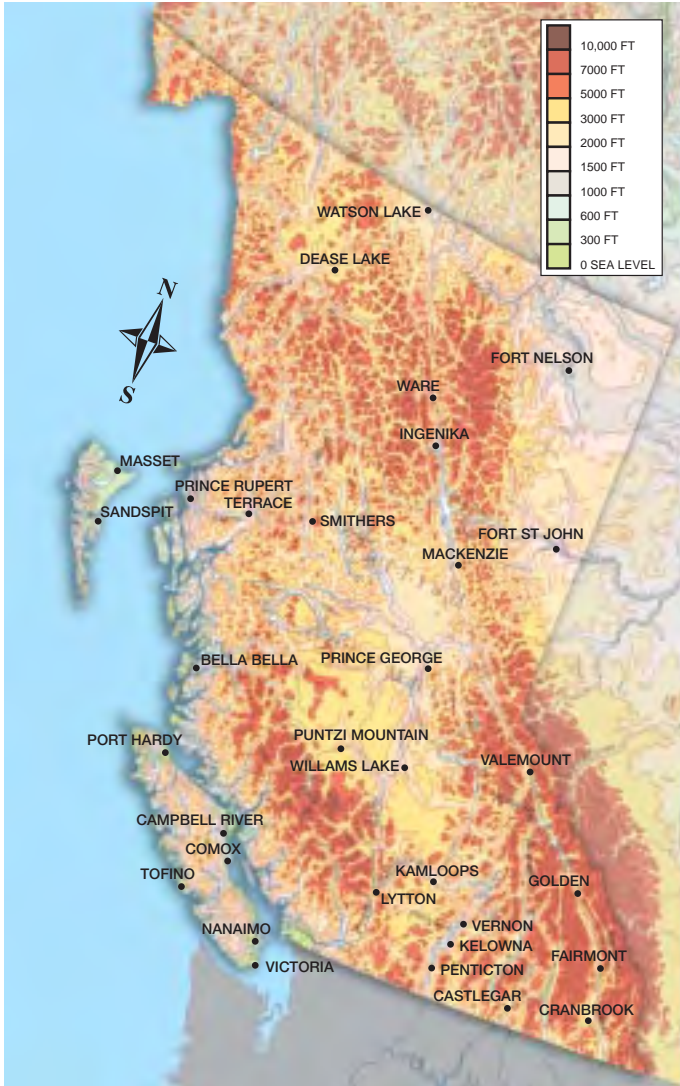 10,000 FT
7000 FT
5000 FT
3000 FT
2000 FT
1500 FT
1000 FT
600 FT
300 FT
0 SEA LEVEL
WATSON LAKE
DEASE LAKE
N
S
FORT NELSON
WARE
INGENIKA
MASSET
PRINCE RUPERT
TERRACE
SANDSPIT
SMITHERS
FORT ST JOHN
MACKENZIE
BELLA BELLA
PRINCE GEORGE
PORT HARDY
PUNTZI MOUNTAIN
WILLAMS LAKE
VALEMOUNT
CAMPBELL RIVER
COMOX
TOFINO
KAMLOOPS
GOLDEN
LYTTON
VERNON
NANAIMO
KELOWNA
FAIRMONT
VICTORIA
PENTICTON
CASTLEGAR
CRANBROOK